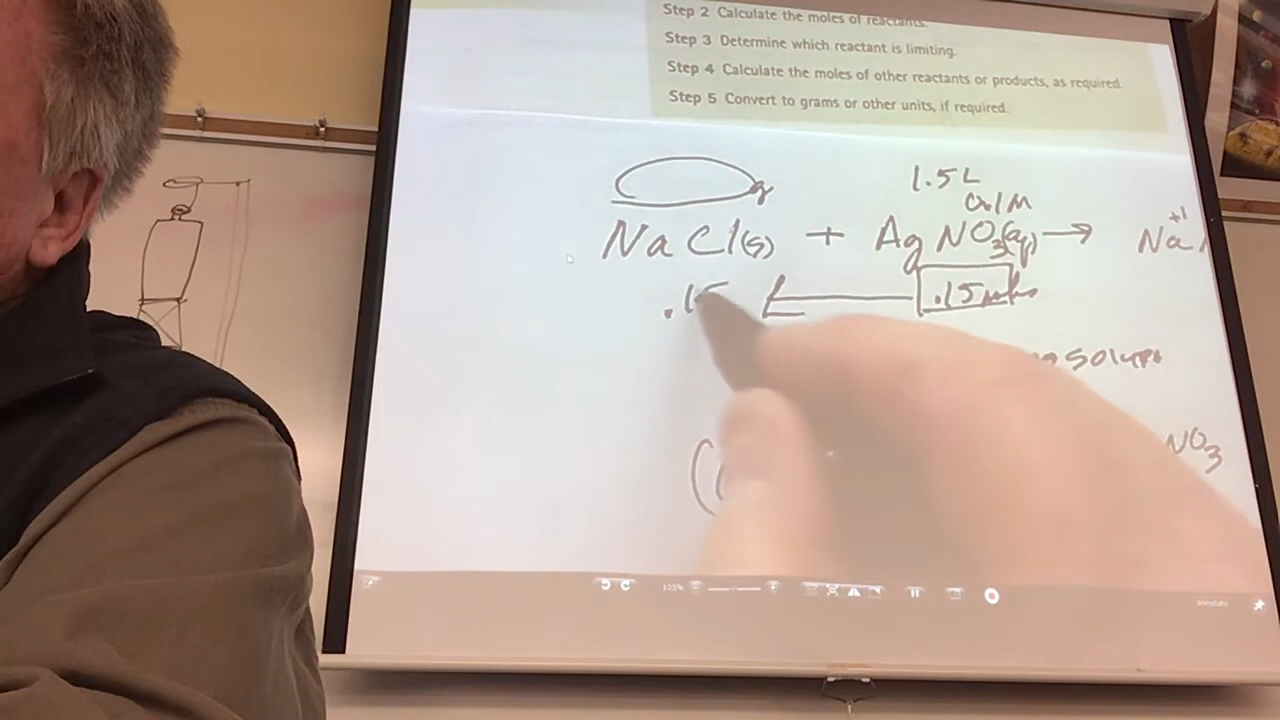 Step 2 Calculate the moles of reactants.
Step 3 Determine which reactant is limiting.
Step 4 Calculate the moles of other reactants or products, as required.
Step 5 Convert to grams or other units, if required.
1.5L
0.1M
g
NaCl(s) + AgNO3(aq) → Na
+1
.15 .15
NO3
125%